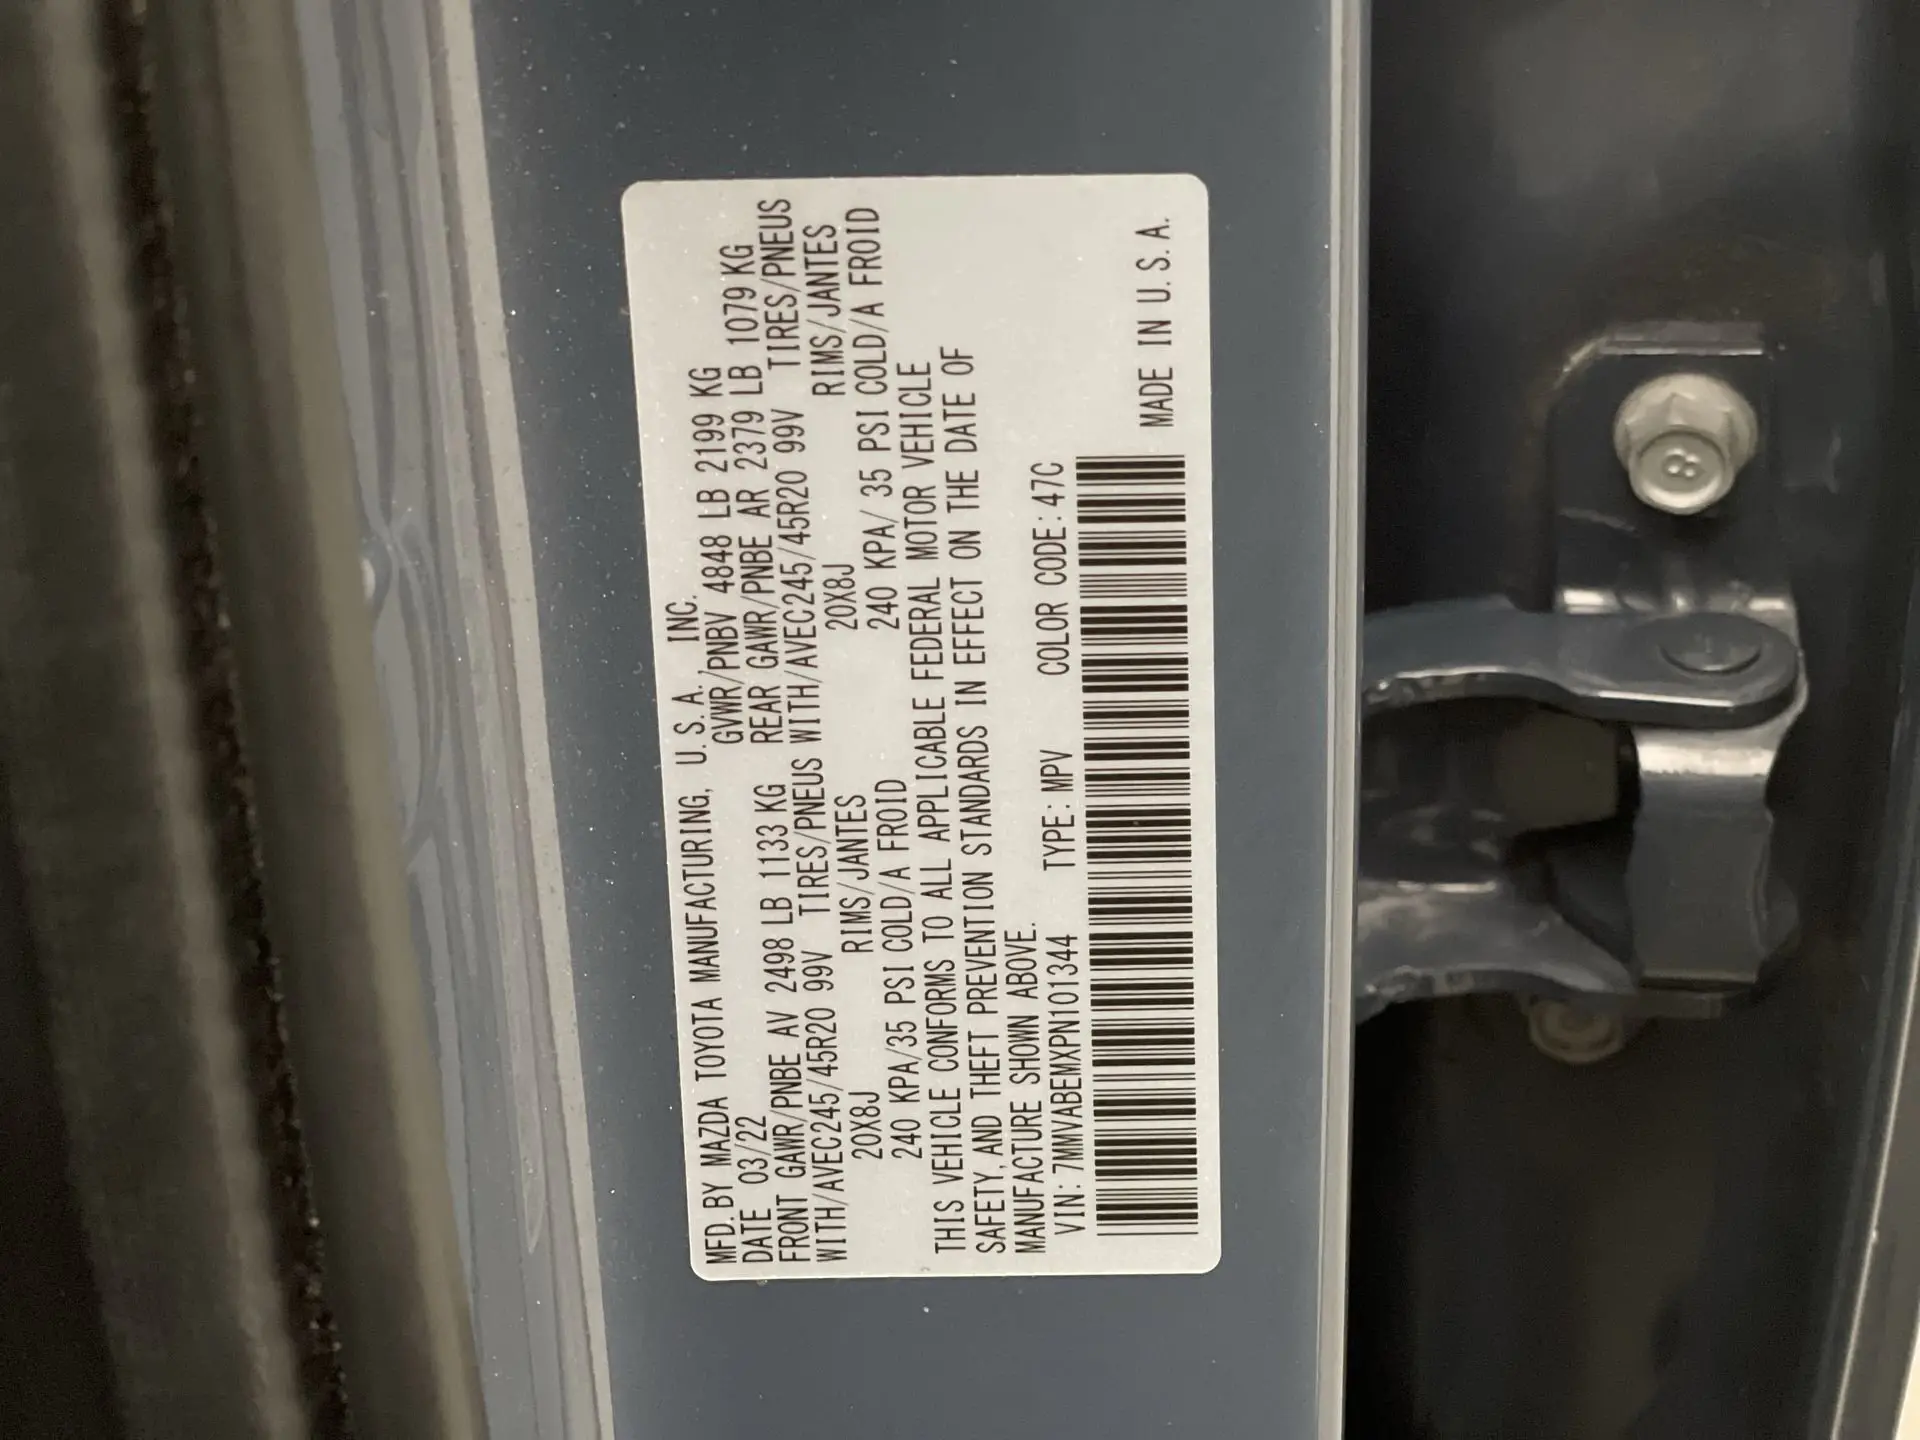 MFD. BY MAZDA TOYOTA MANUFACTURING, U.S.A., INC.
DATE 03/22 GVWR/PNBV 4848 LB 2199 KG
FRONT GAWR/PNBE AV 2498 LB 1133 KG REAR GAWR/PNBE AR 2379 LB 1079 KG
WITH/AVEC245/45R20 99V TIRES/PNEUS WITH/AVEC245/45R20 99V TIRES/PNEUS
20X8J RIMS/JANTES 20X8J RIMS/JANTES
240 KPA/35 PSI COLD/A FROID 240 KPA/ 35 PSI COLD/A FROID
THIS VEHICLE CONFORMS TO ALL APPLICABLE FEDERAL MOTOR VEHICLE
SAFETY, AND THEFT PREVENTION STANDARDS IN EFFECT ON THE DATE OF
MANUFACTURE SHOWN ABOVE.
VIN: 7MMVABEMXPN101344 TYPE: MPV COLOR CODE: 47C
MADE IN U.S.A.
8